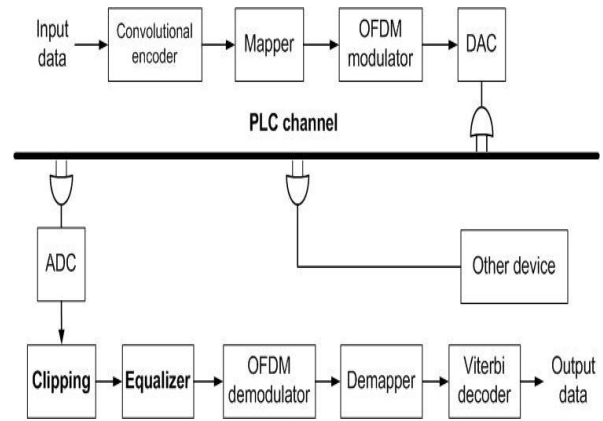 Input
data
Convolutional
encoder
Mapper
OFDM
modulator
DAC
PLC channel
ADC
Other device
Clipping
Equalizer
OFDM
demodulator
Demapper
Viterbi
decoder
Output
data